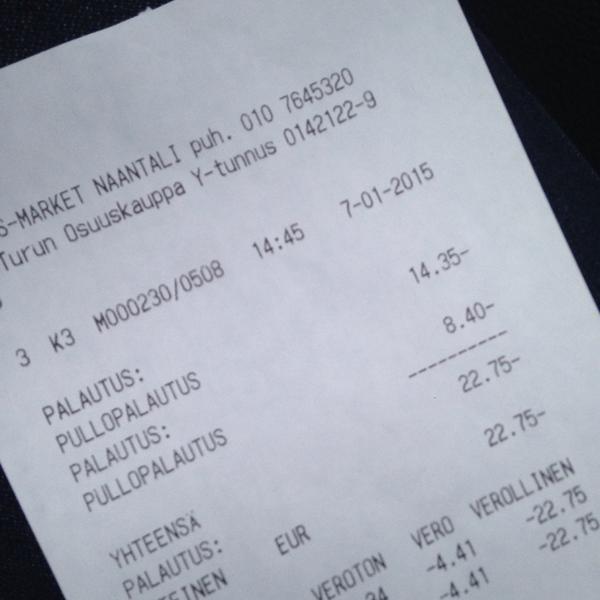 S-MARKET NAANTALI puh. 010 7645320
Turun Osuuskauppa Y-tunnus 0142122-9
3 K3 M000230/0508 14:45 7-01-2015
PALAUTUS:
PULLOPALAUTUS 14.35-
PALAUTUS:
PULLOPALAUTUS 8.40-
----------
YHTEENSÄ 22.75-
PALAUTUS: EUR 22.75-
VEROTON VERO VEROLLINEN
-4.41 -22.75
-4.41 -22.75